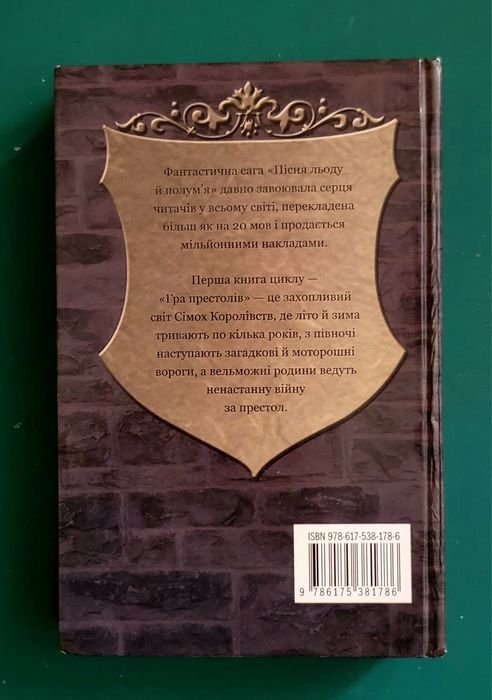 Фантастична сага «Пісня льоду
й полум'я» давно завоювала серця
читачів у всьому світі, перекладена
більш як на 20 мов і продається
мільйонними накладами.
Перша книга циклу —
«Гра престолів» — це захопливий
світ Сімох Королівств, де літо й зима
тривають по кілька років, з півночі
наступають загадкові й моторошні
вороги, а вельможні родини ведуть
ненастанну війну
за престол.
ISBN 978-617-538-178-6
9 786175 381786